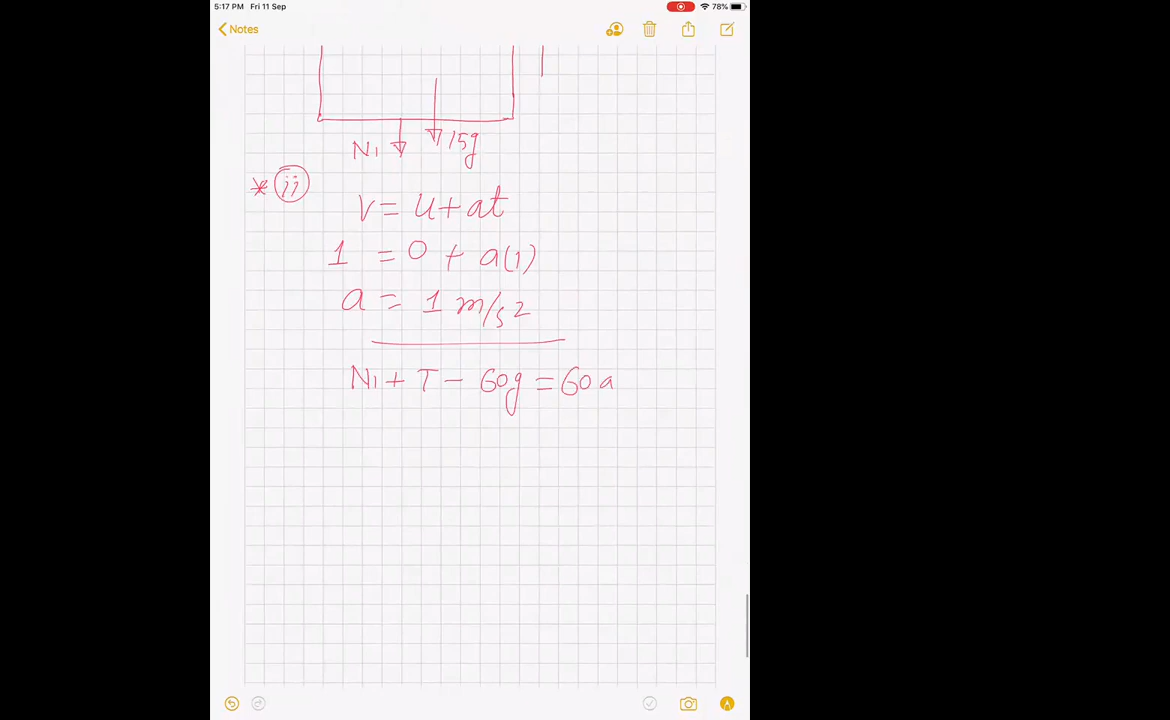 5:17 PM Fri 11 Sep
78%
Notes
N1
15g
* ii
v = u + at
1 = 0 + a(1)
a = 1 m/s2
N1 + T - 60g = 60a